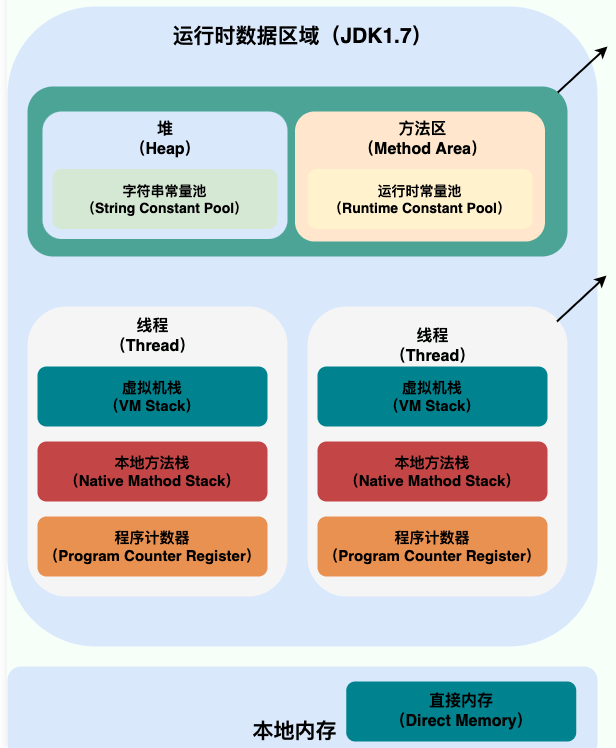 运行时数据区域（JDK1.7）
堆
（Heap）
字符串常量池
（String Constant Pool）
方法区
（Method Area）
运行时常量池
（Runtime Constant Pool）
线程
（Thread）
虚拟机栈
（VM Stack）
本地方法栈
（Native Mathod Stack）
程序计数器
（Program Counter Register）
线程
（Thread）
虚拟机栈
（VM Stack）
本地方法栈
（Native Mathod Stack）
程序计数器
（Program Counter Register）
直接内存
（Direct Memory）
本地内存